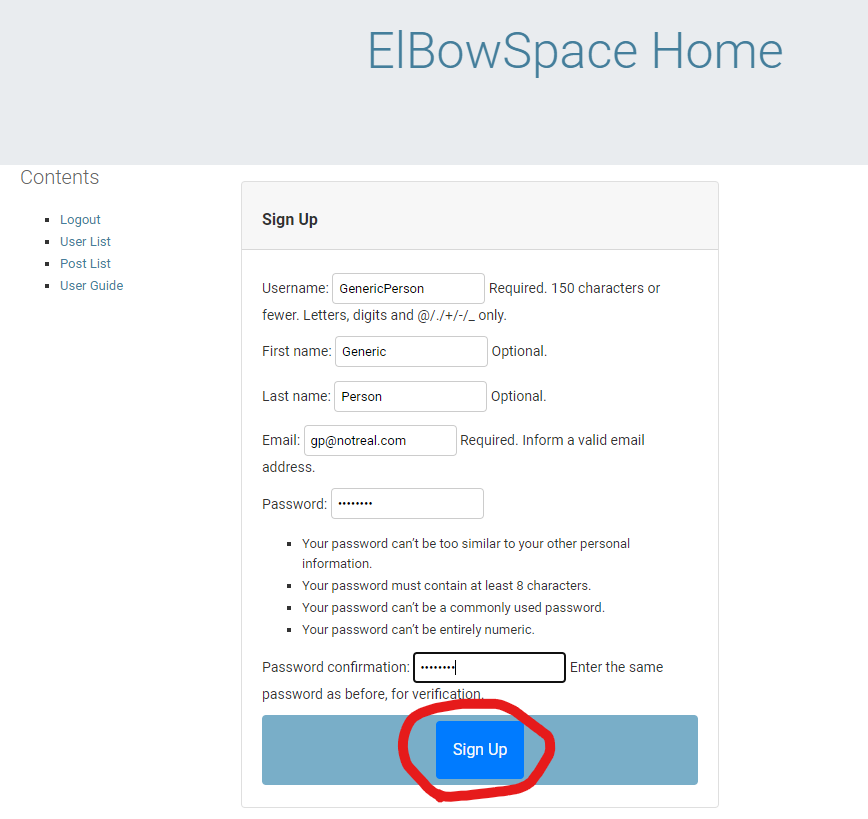 ElBowSpace Home
Contents
Logout
User List
Post List
User Guide
Sign Up
Username: GenericPerson Required. 150 characters or
fewer. Letters, digits and @/./+/-/_ only.
First name: Generic Optional.
Last name: Person Optional.
Email: gp@notreal.com Required. Inform a valid email
address.
Password: ••••••••
Your password can’t be too similar to your other personal
information.
Your password must contain at least 8 characters.
Your password can’t be a commonly used password.
Your password can’t be entirely numeric.
Password confirmation: •••••••• Enter the same
password as before, for verification.
Sign Up